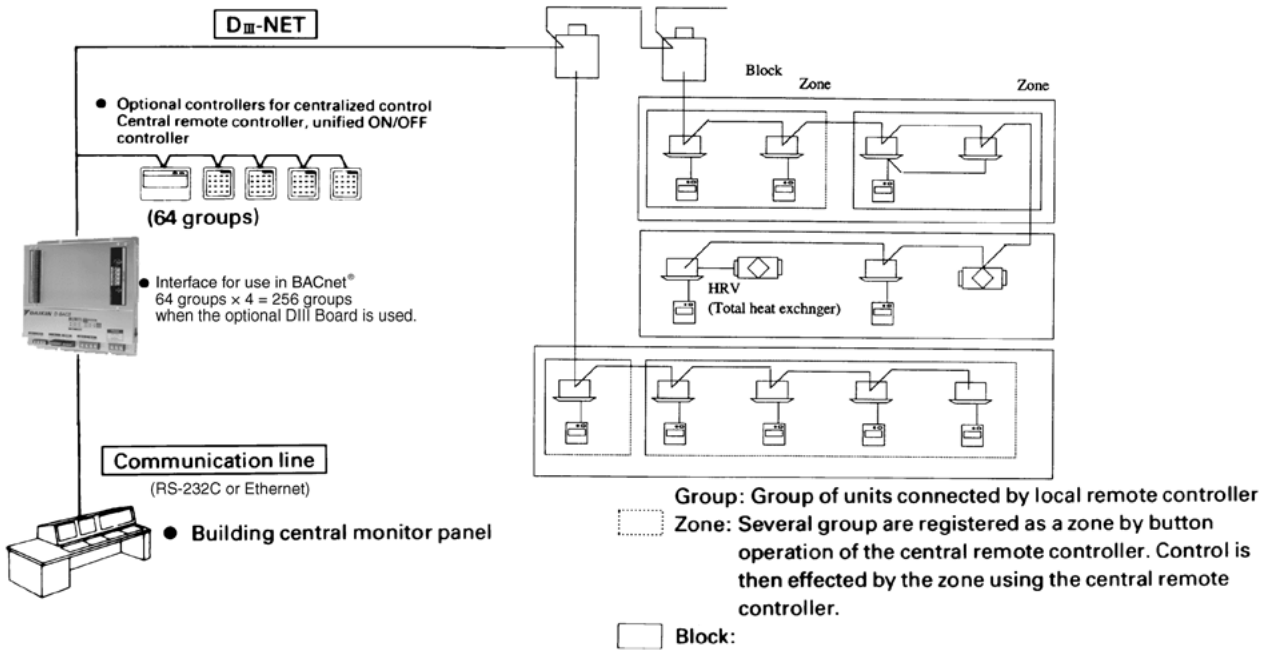 DIII-NET
● Optional controllers for centralized control
Central remote controller, unified ON/OFF
controller
(64 groups)
● Interface for use in BACnet®
64 groups × 4 = 256 groups
when the optional DIII Board is used.
DAIKIN
Communication line
(RS-232C or Ethernet)
● Building central monitor panel
Block
Zone
Zone
HRV
(Total heat exchnger)
Group: Group of units connected by local remote controller
Zone: Several group are registered as a zone by button
operation of the central remote controller. Control is
then effected by the zone using the central remote
controller.
Block: